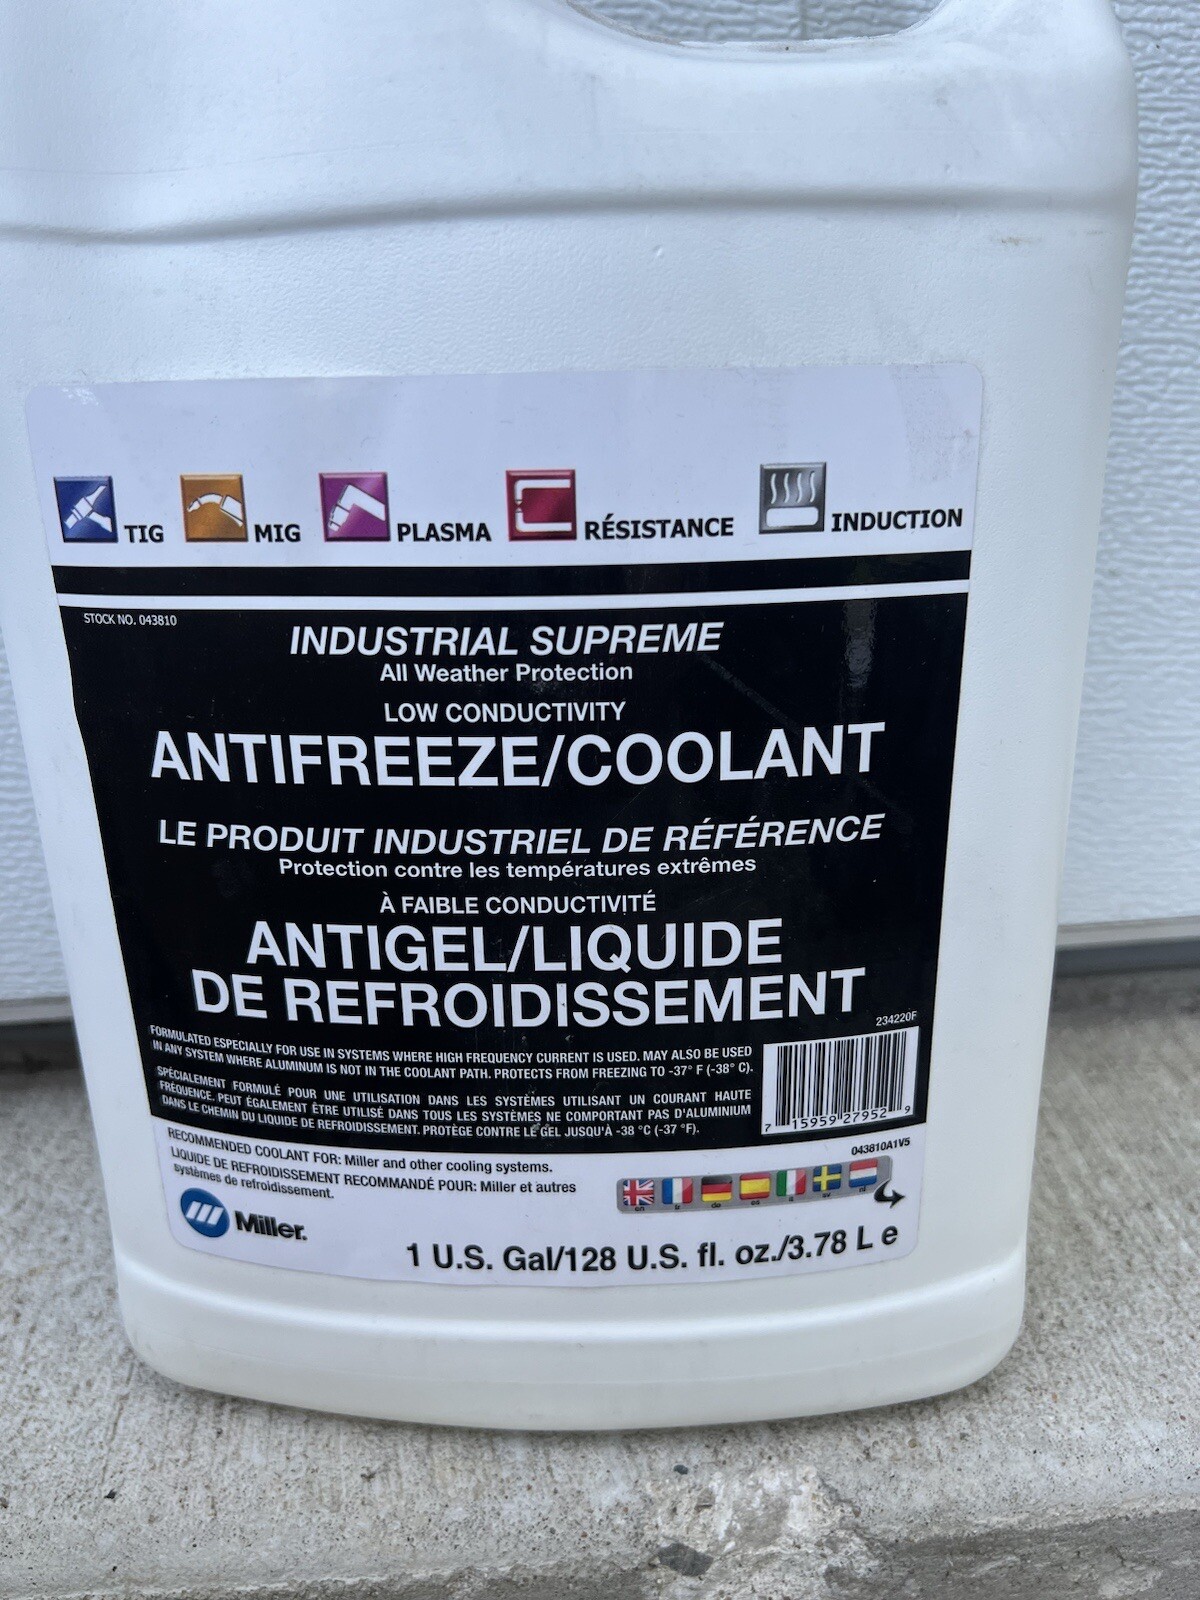 TIG MIG PLASMA RÉSISTANCE INDUCTION
STOCK NO. 043810
INDUSTRIAL SUPREME
All Weather Protection
LOW CONDUCTIVITY
ANTIFREEZE/COOLANT
LE PRODUIT INDUSTRIEL DE RÉFÉRENCE
Protection contre les températures extrêmes
À FAIBLE CONDUCTIVITÉ
ANTIGEL/LIQUIDE
DE REFROIDISSEMENT
234220F
FORMULATED ESPECIALLY FOR USE IN SYSTEMS WHERE HIGH FREQUENCY CURRENT IS USED. MAY ALSO BE USED
IN ANY SYSTEM WHERE ALUMINUM IS NOT IN THE COOLANT PATH. PROTECTS FROM FREEZING TO -37° F (-38° C).
SPÉCIALEMENT FORMULÉ POUR UNE UTILISATION DANS LES SYSTÈMES UTILISANT UN COURANT HAUTE
FRÉQUENCE. PEUT ÉGALEMENT ÊTRE UTILISÉ DANS TOUS LES SYSTÈMES NE COMPORTANT PAS D'ALUMINIUM
DANS LE CHEMIN DU LIQUIDE DE REFROIDISSEMENT. PROTÈGE CONTRE LE GEL JUSQU'À -38 °C (-37 °F).
7 15959 27952 9
043810A1V5
RECOMMENDED COOLANT FOR: Miller and other cooling systems.
LIQUIDE DE REFROIDISSEMENT RECOMMANDÉ POUR: Miller et autres
systèmes de refroidissement.
en fr de es it sv nl
Miller.
1 U.S. Gal/128 U.S. fl. oz./3.78 L e